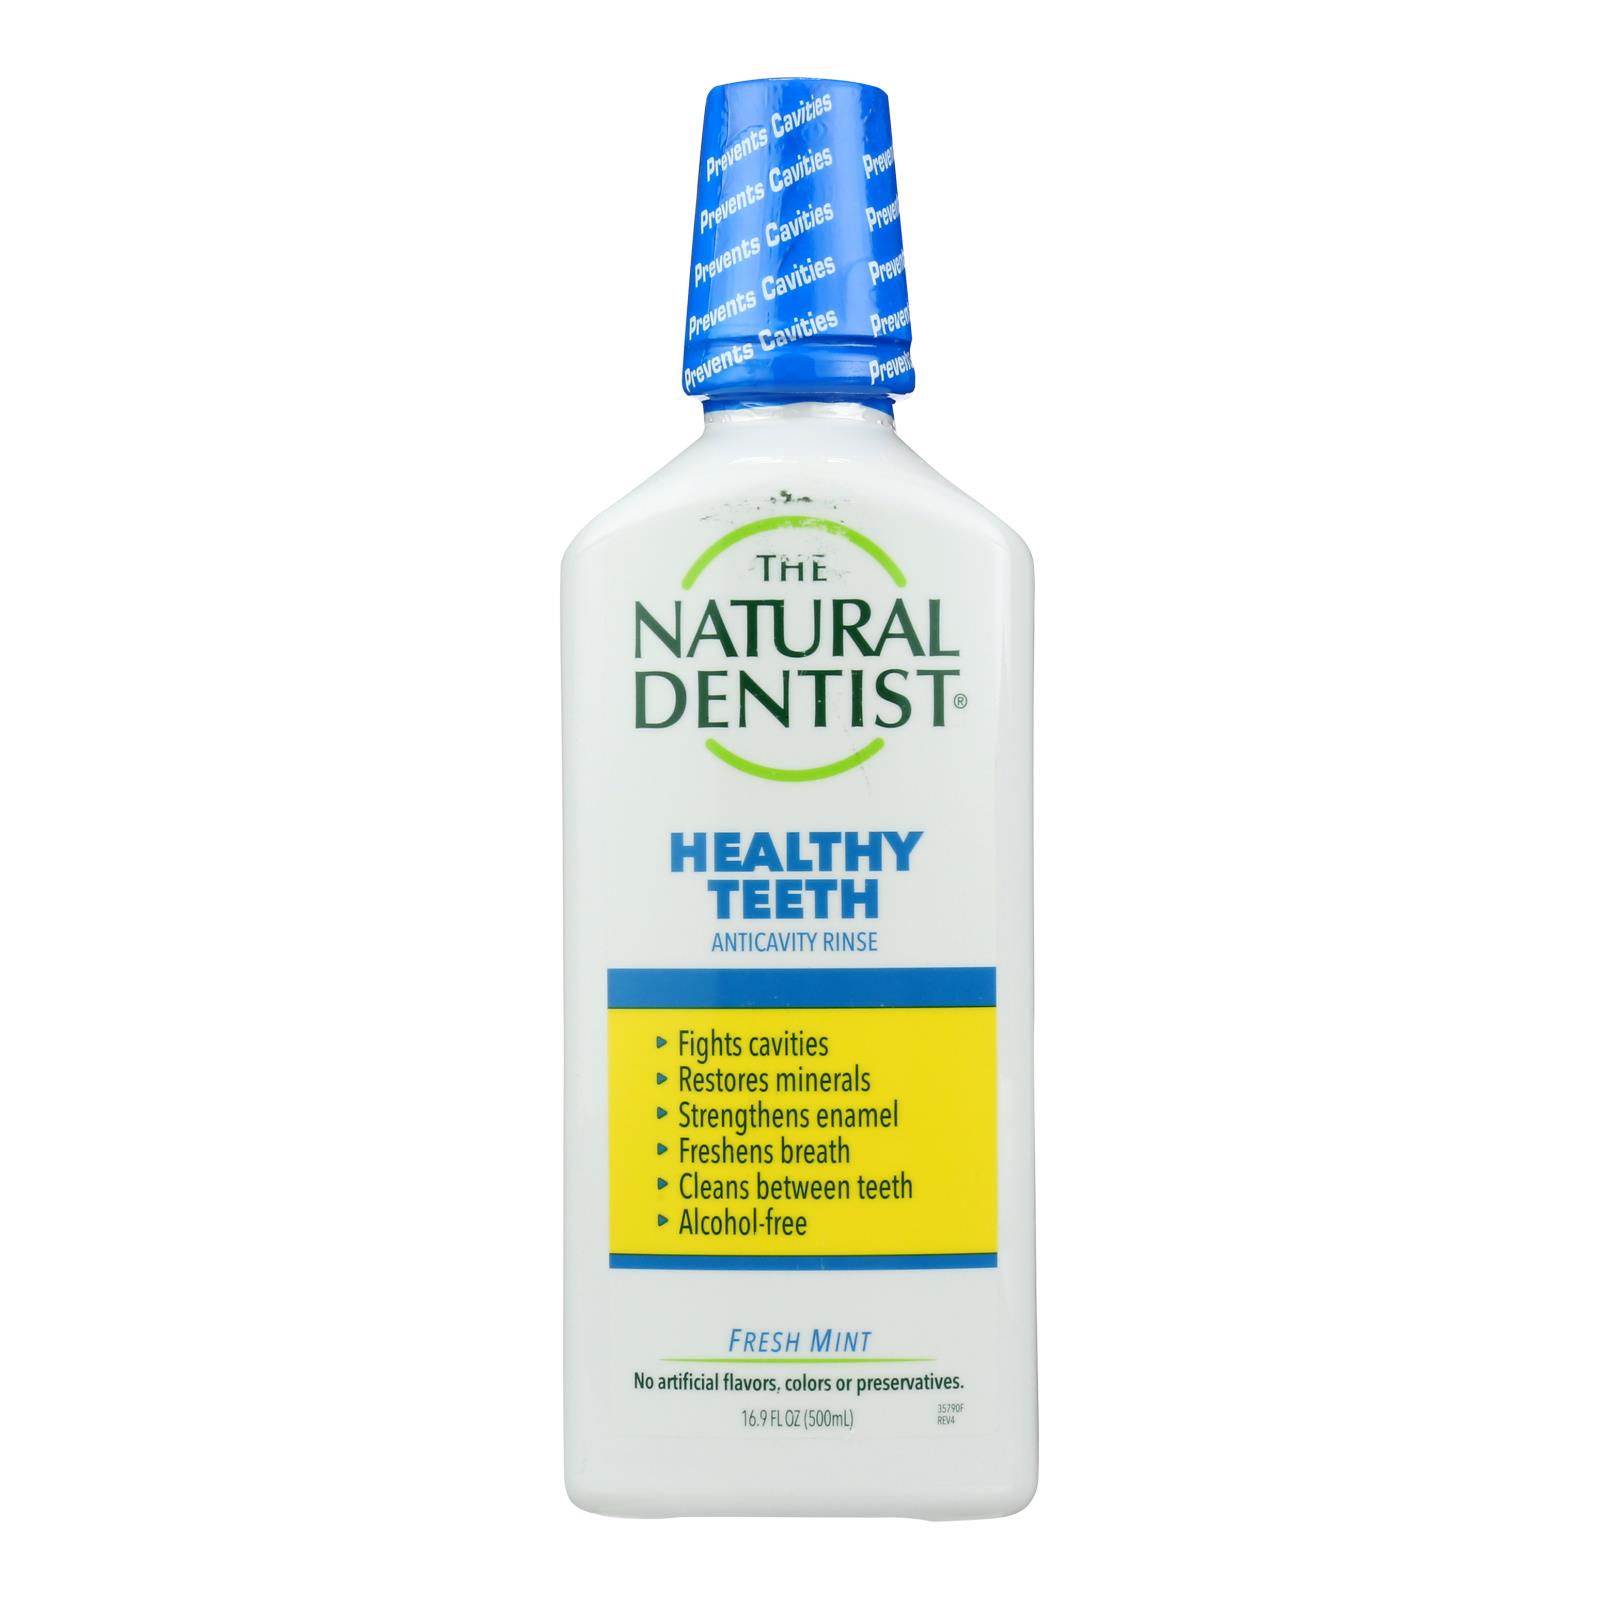 Prevents Cavities
Prevents Cavities
Prevents Cavities
Prevents Cavities
Prevents Cavities
THE
NATURAL
DENTIST®
HEALTHY
TEETH
ANTICAVITY RINSE
Fights cavities
Restores minerals
Strengthens enamel
Freshens breath
Cleans between teeth
Alcohol-free
FRESH MINT
No artificial flavors, colors or preservatives.
16.9 FL OZ (500mL)
35790F
REV4